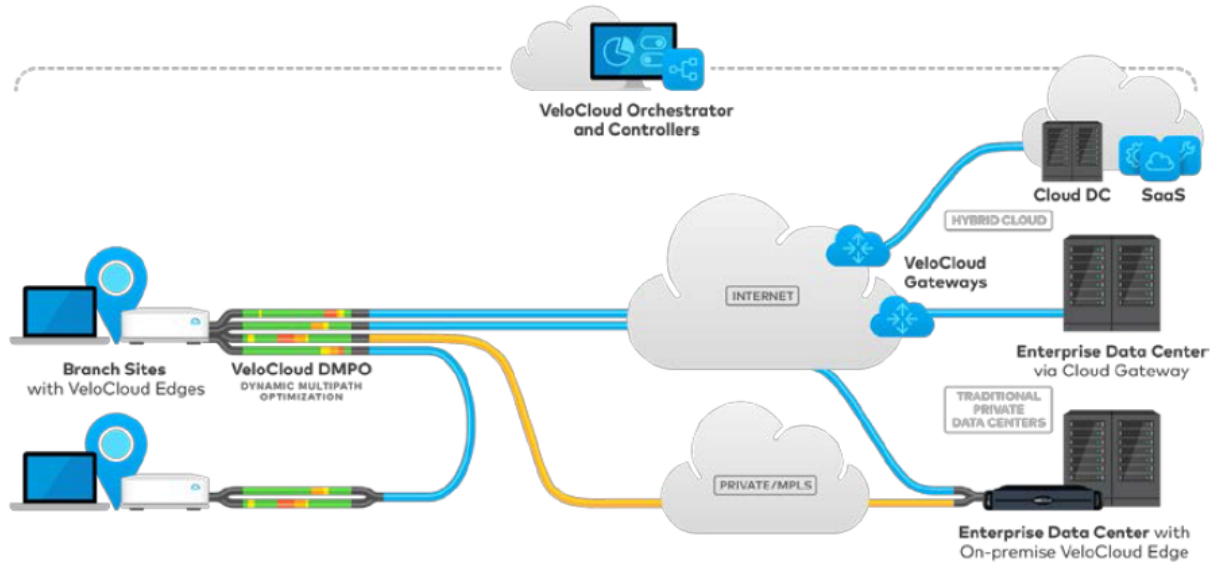 VeloCloud Orchestrator
and Controllers
Cloud DC
SaaS
HYBRID CLOUD
VeloCloud
Gateways
INTERNET
Enterprise Data Center
via Cloud Gateway
Branch Sites
with VeloCloud Edges
VeloCloud DMPO
DYNAMIC MULTIPATH
OPTIMIZATION
TRADITIONAL
PRIVATE
DATA CENTERS
PRIVATE/MPLS
Enterprise Data Center with
On-premise VeloCloud Edge